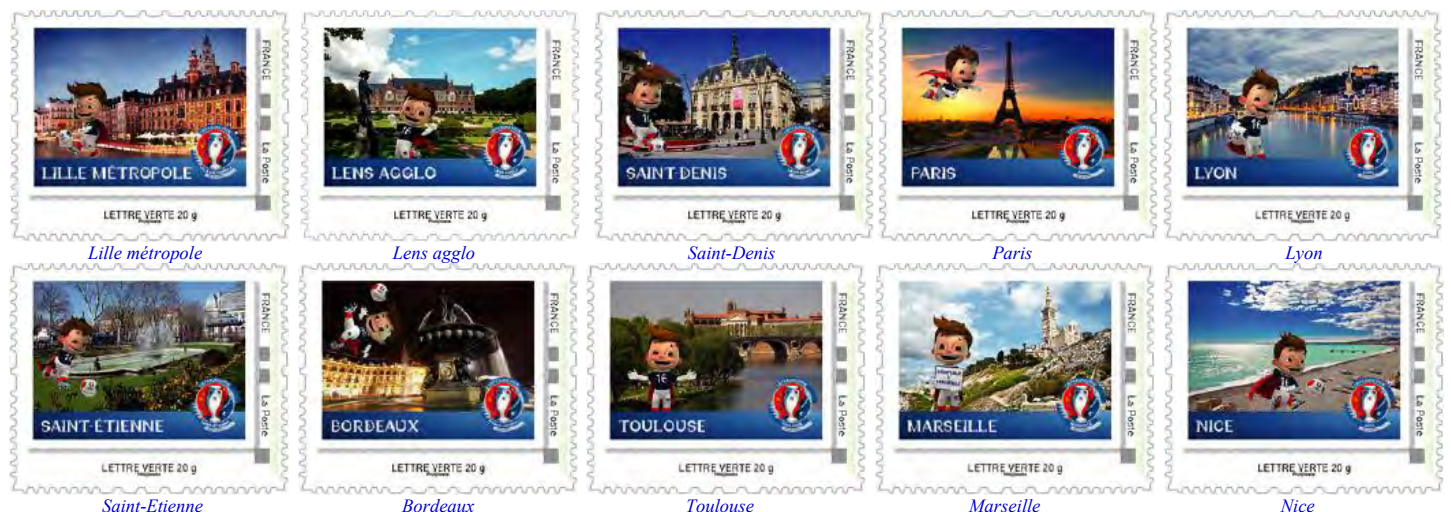 LILLE MÉTROPOLE
FRANCE
La Poste
LETTRE VERTE 20 g
Lille métropole
LENS AGGLO
FRANCE
La Poste
LETTRE VERTE 20 g
Lens agglo
SAINT-DENIS
FRANCE
La Poste
LETTRE VERTE 20 g
Saint-Denis
PARIS
FRANCE
La Poste
LETTRE VERTE 20 g
Paris
LYON
FRANCE
La Poste
LETTRE VERTE 20 g
Lyon
SAINT-ÉTIENNE
FRANCE
La Poste
LETTRE VERTE 20 g
Saint-Etienne
BORDEAUX
FRANCE
La Poste
LETTRE VERTE 20 g
Bordeaux
16
TOULOUSE
FRANCE
La Poste
LETTRE VERTE 20 g
Toulouse
MARSEILLE
FRANCE
La Poste
LETTRE VERTE 20 g
Marseille
NICE
FRANCE
La Poste
LETTRE VERTE 20 g
Nice